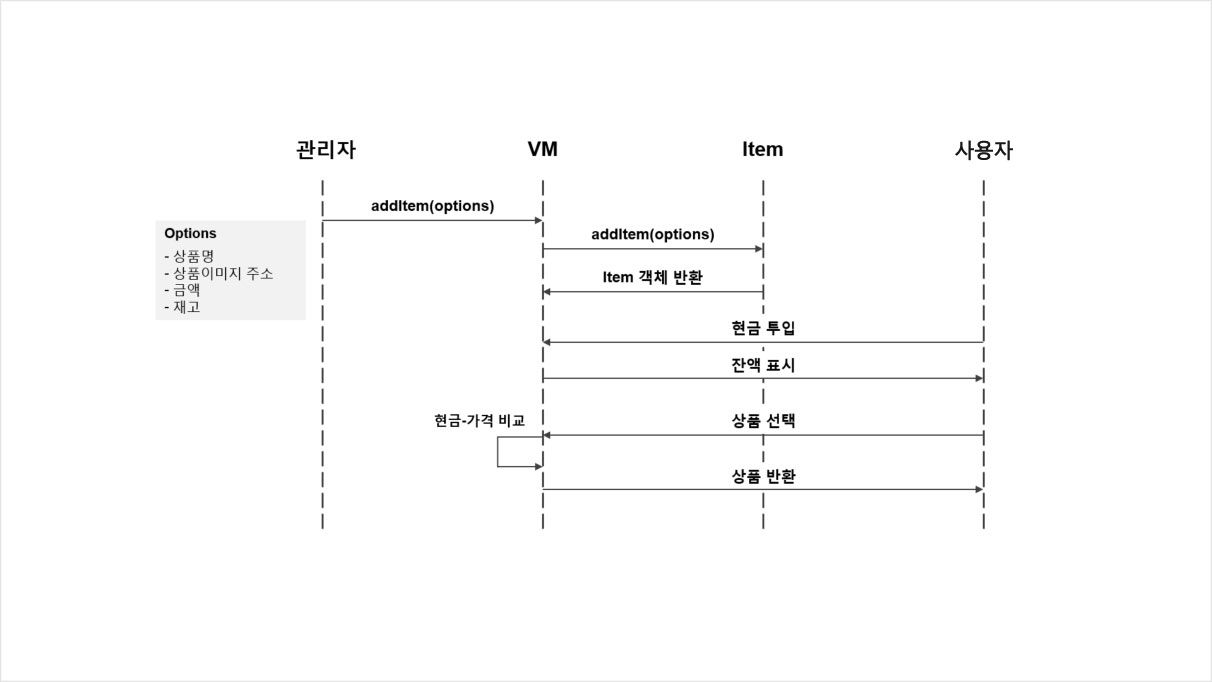 관리자
VM
Item
사용자
addItem(options)
Options
- 상품명
- 상품이미지 주소
- 금액
- 재고
addItem(options)
Item 객체 반환
현금 투입
잔액 표시
현금-가격 비교
상품 선택
상품 반환